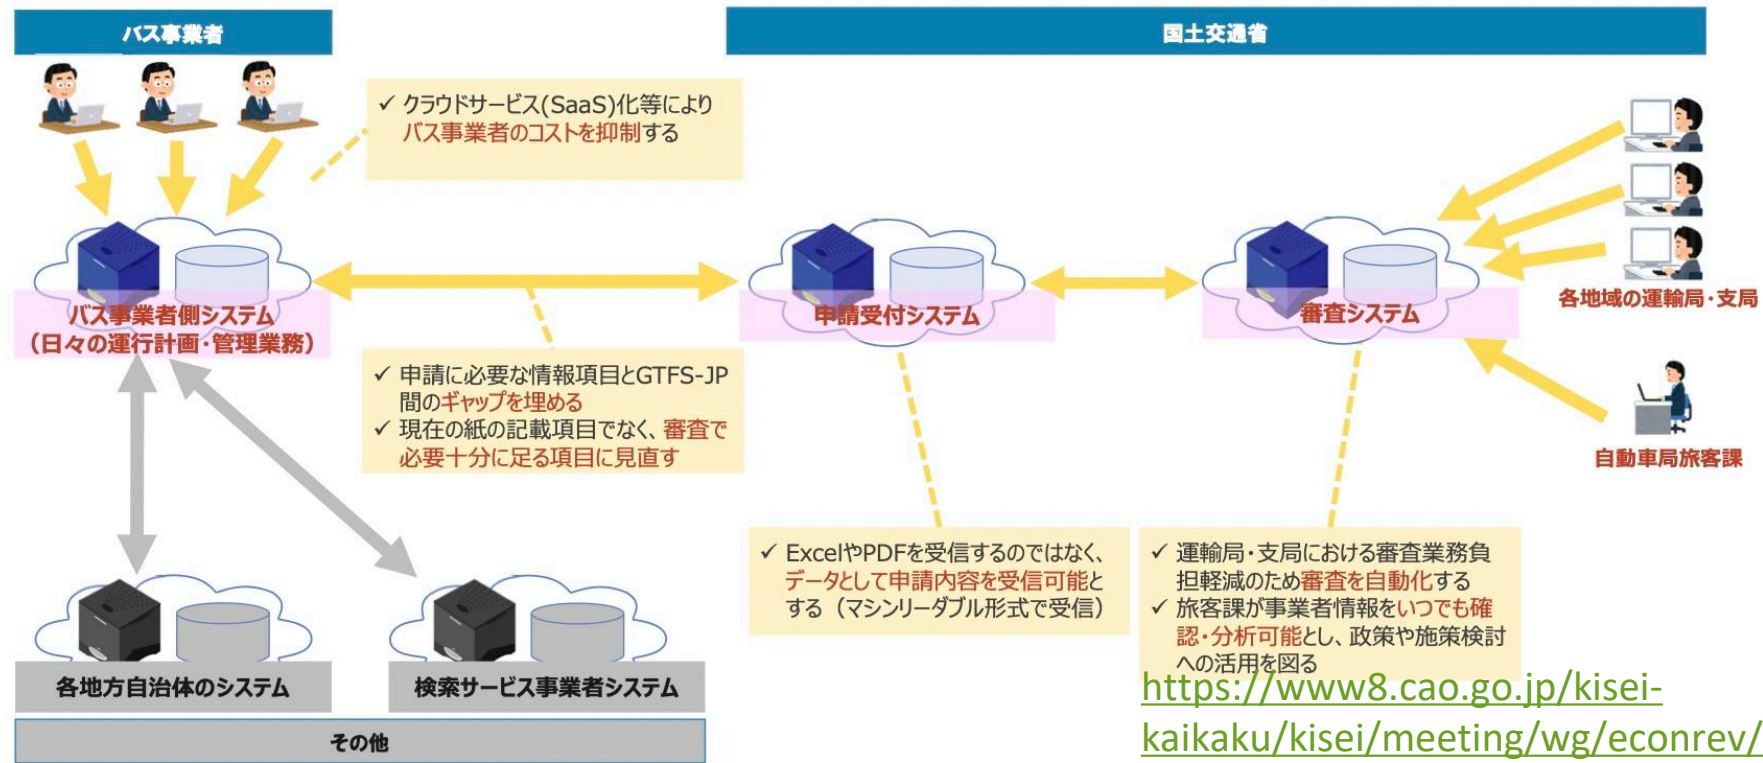 バス事業者
国土交通省
✓ クラウドサービス(SaaS)化等により
バス事業者のコストを抑制する
バス事業者側システム
(日々の運行計画・管理業務)
申請受付システム
審査システム
各地域の運輸局・支局
✓ 申請に必要な情報項目とGTFS-JP
間のギャップを埋める
✓ 現在の紙の記載項目でなく、審査で
必要十分に足る項目に見直す
自動車局旅客課
✓ ExcelやPDFを受信するのではなく、
データとして申請内容を受信可能と
する（マシンリーダブル形式で受信）
✓ 運輸局・支局における審査業務負
担軽減のため審査を自動化する
✓ 旅客課が事業者情報をいつでも確
認・分析可能とし、政策や施策検討
への活用を図る
各地方自治体のシステム
検索サービス事業者システム
その他
https://www8.cao.go.jp/kisei-
kaikaku/kisei/meeting/wg/econrev/